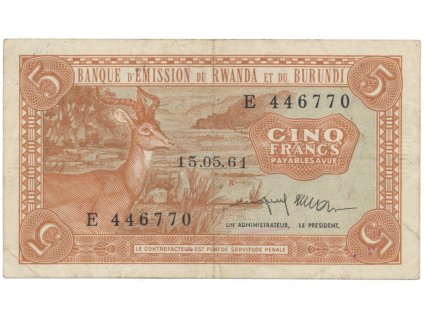 5 BANQUE D'EMISSION DU RWANDA ET DU BURUNDI 5
E 446770
CINQ
FRANCS
PAYABLES A VUE
15.05.61
E 446770
UN ADMINISTRATEUR, LE PRESIDENT,
5 5
LE CONTREFACTEUR EST PUNI DE SERVITUDE PENALE